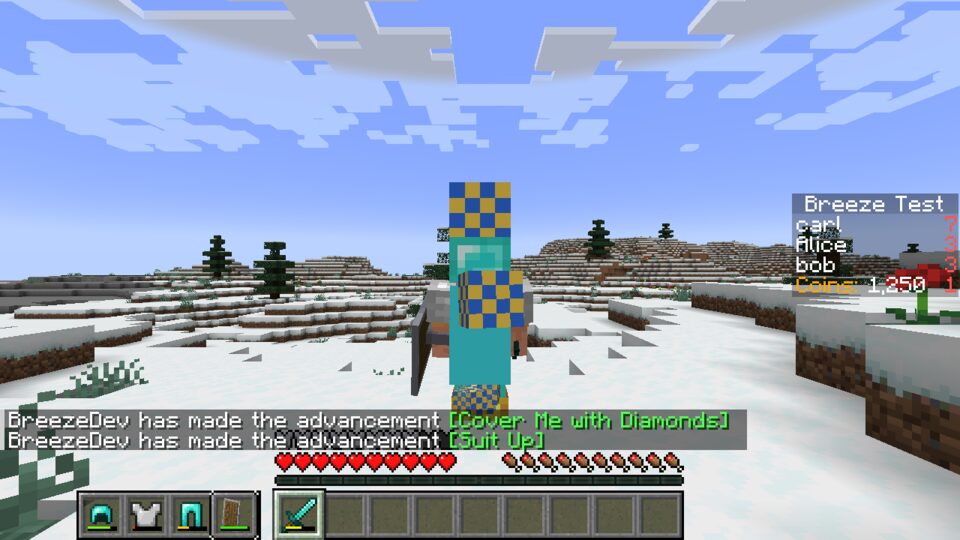 Breeze Test
carl 7
Alice 3
bob 3
Coins: 1,250 1
BreezeDev has made the advancement [Cover Me with Diamonds]
BreezeDev has made the advancement [Suit Up]